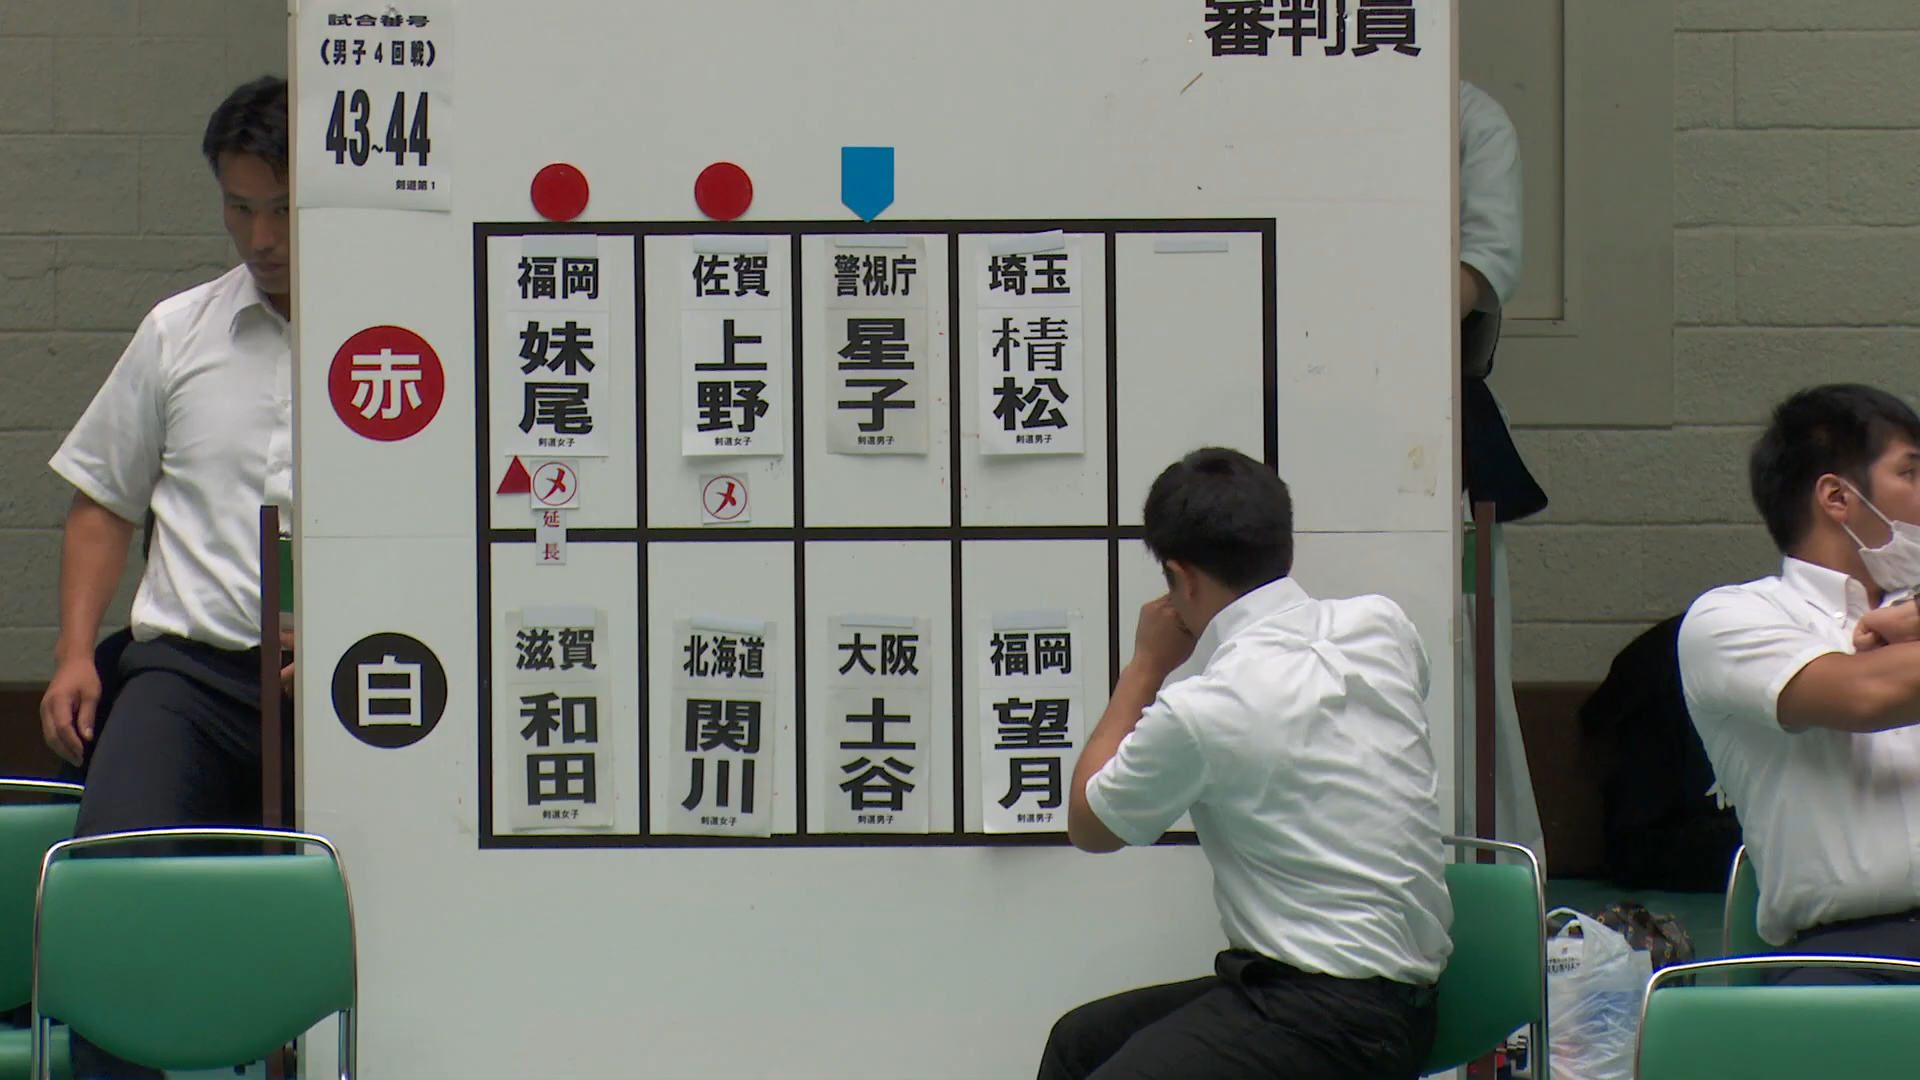 試合番号
(男子4回戦)
43~44
剣道第1
審判員
赤
福岡
妹尾
剣道女子
佐賀
上野
剣道女子
警視庁
星子
剣道男子
埼玉
棈松
剣道男子
メ
延長
メ
白
滋賀
和田
剣道女子
北海道
関川
剣道女子
大阪
土谷
剣道男子
福岡
望月
剣道男子